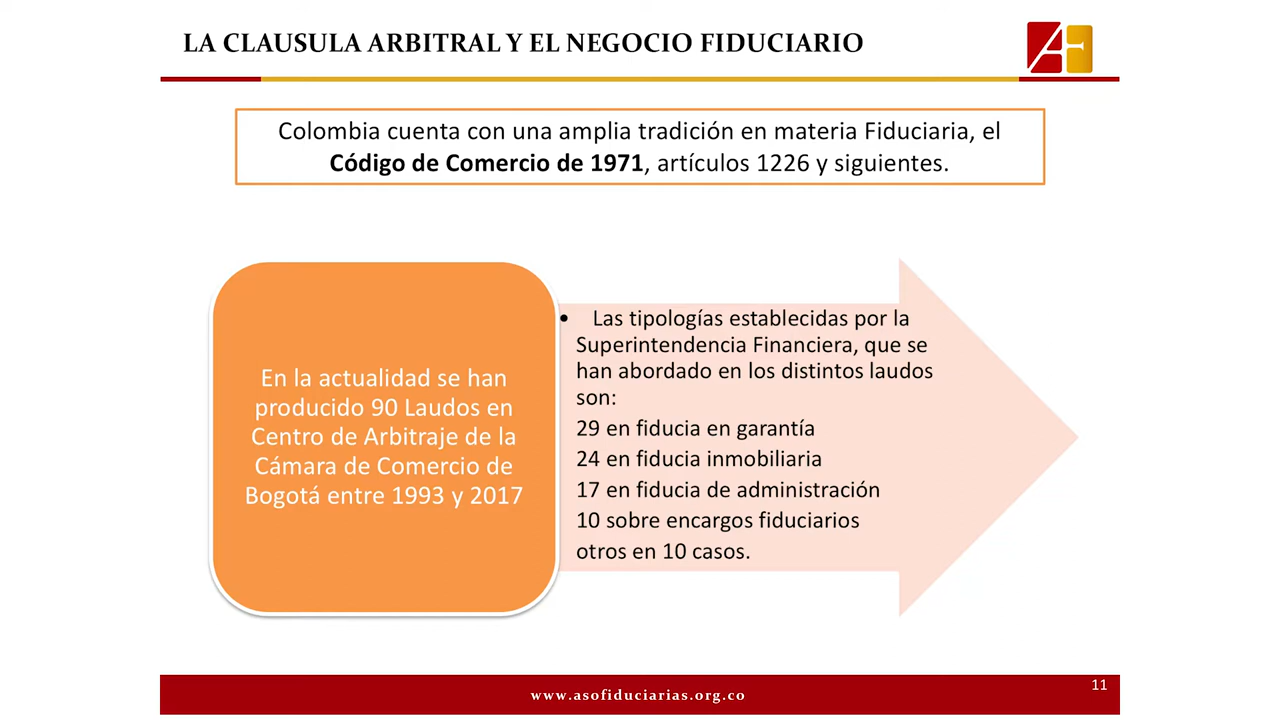 LA CLAUSULA ARBITRAL Y EL NEGOCIO FIDUCIARIO
Colombia cuenta con una amplia tradición en materia Fiduciaria, el
Código de Comercio de 1971, artículos 1226 y siguientes.
En la actualidad se han
producido 90 Laudos en
Centro de Arbitraje de la
Cámara de Comercio de
Bogotá entre 1993 y 2017
• Las tipologías establecidas por la
Superintendencia Financiera, que se
han abordado en los distintos laudos
son:
29 en fiducia en garantía
24 en fiducia inmobiliaria
17 en fiducia de administración
10 sobre encargos fiduciarios
otros en 10 casos.
www.asofiduciarias.org.co
11